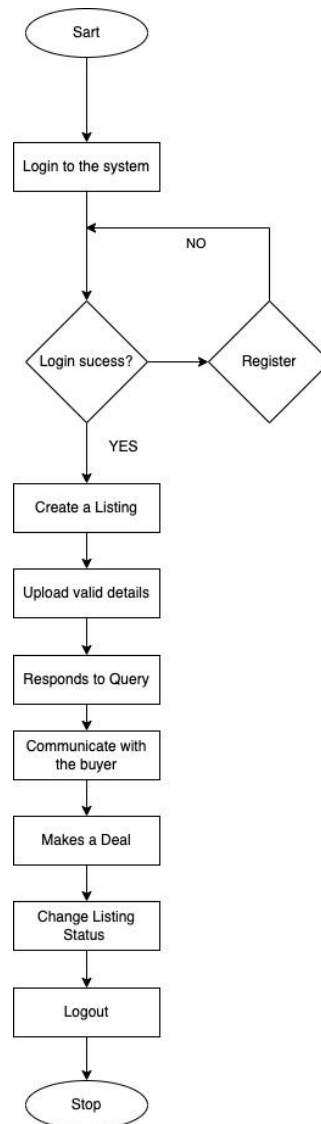 Sart
Login to the system
NO
Login sucess?
Register
YES
Create a Listing
Upload valid details
Responds to Query
Communicate with
the buyer
Makes a Deal
Change Listing
Status
Logout
Stop